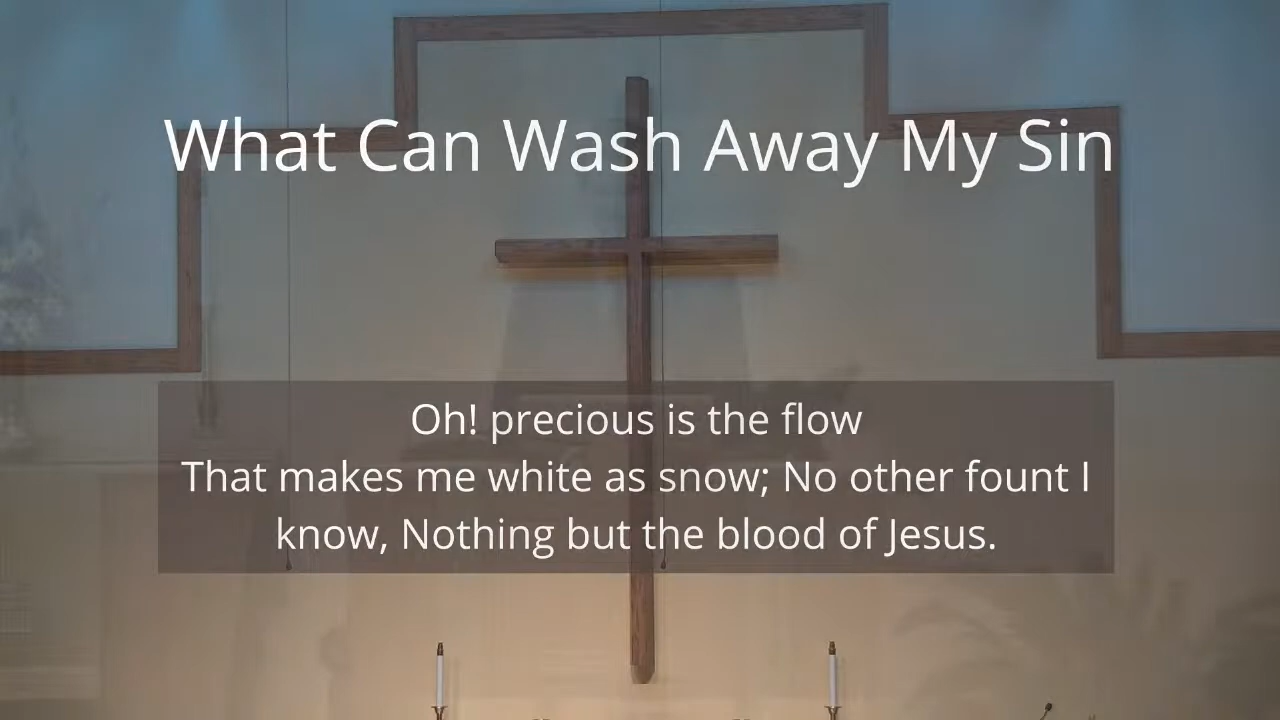 What Can Wash Away My Sin
Oh! precious is the flow
That makes me white as snow; No other fount I
know, Nothing but the blood of Jesus.